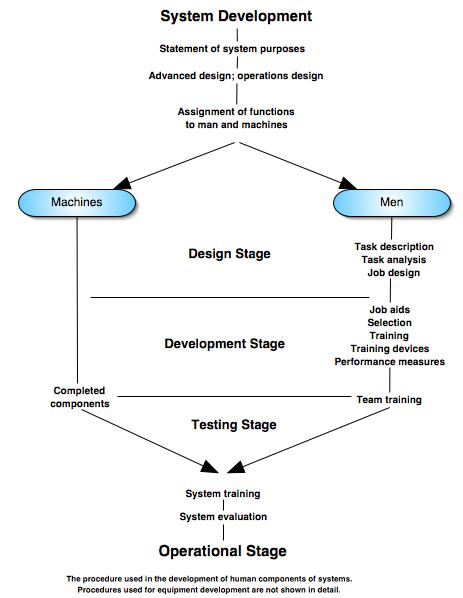 System Development
Statement of system purposes
Advanced design; operations design
Assignment of functions
to man and machines
Machines
Men
Design Stage
Task description
Task analysis
Job design
Development Stage
Job aids
Selection
Training
Training devices
Performance measures
Completed
components
Team training
Testing Stage
System training
System evaluation
Operational Stage
The procedure used in the development of human components of systems.
Procedures used for equipment development are not shown in detail.